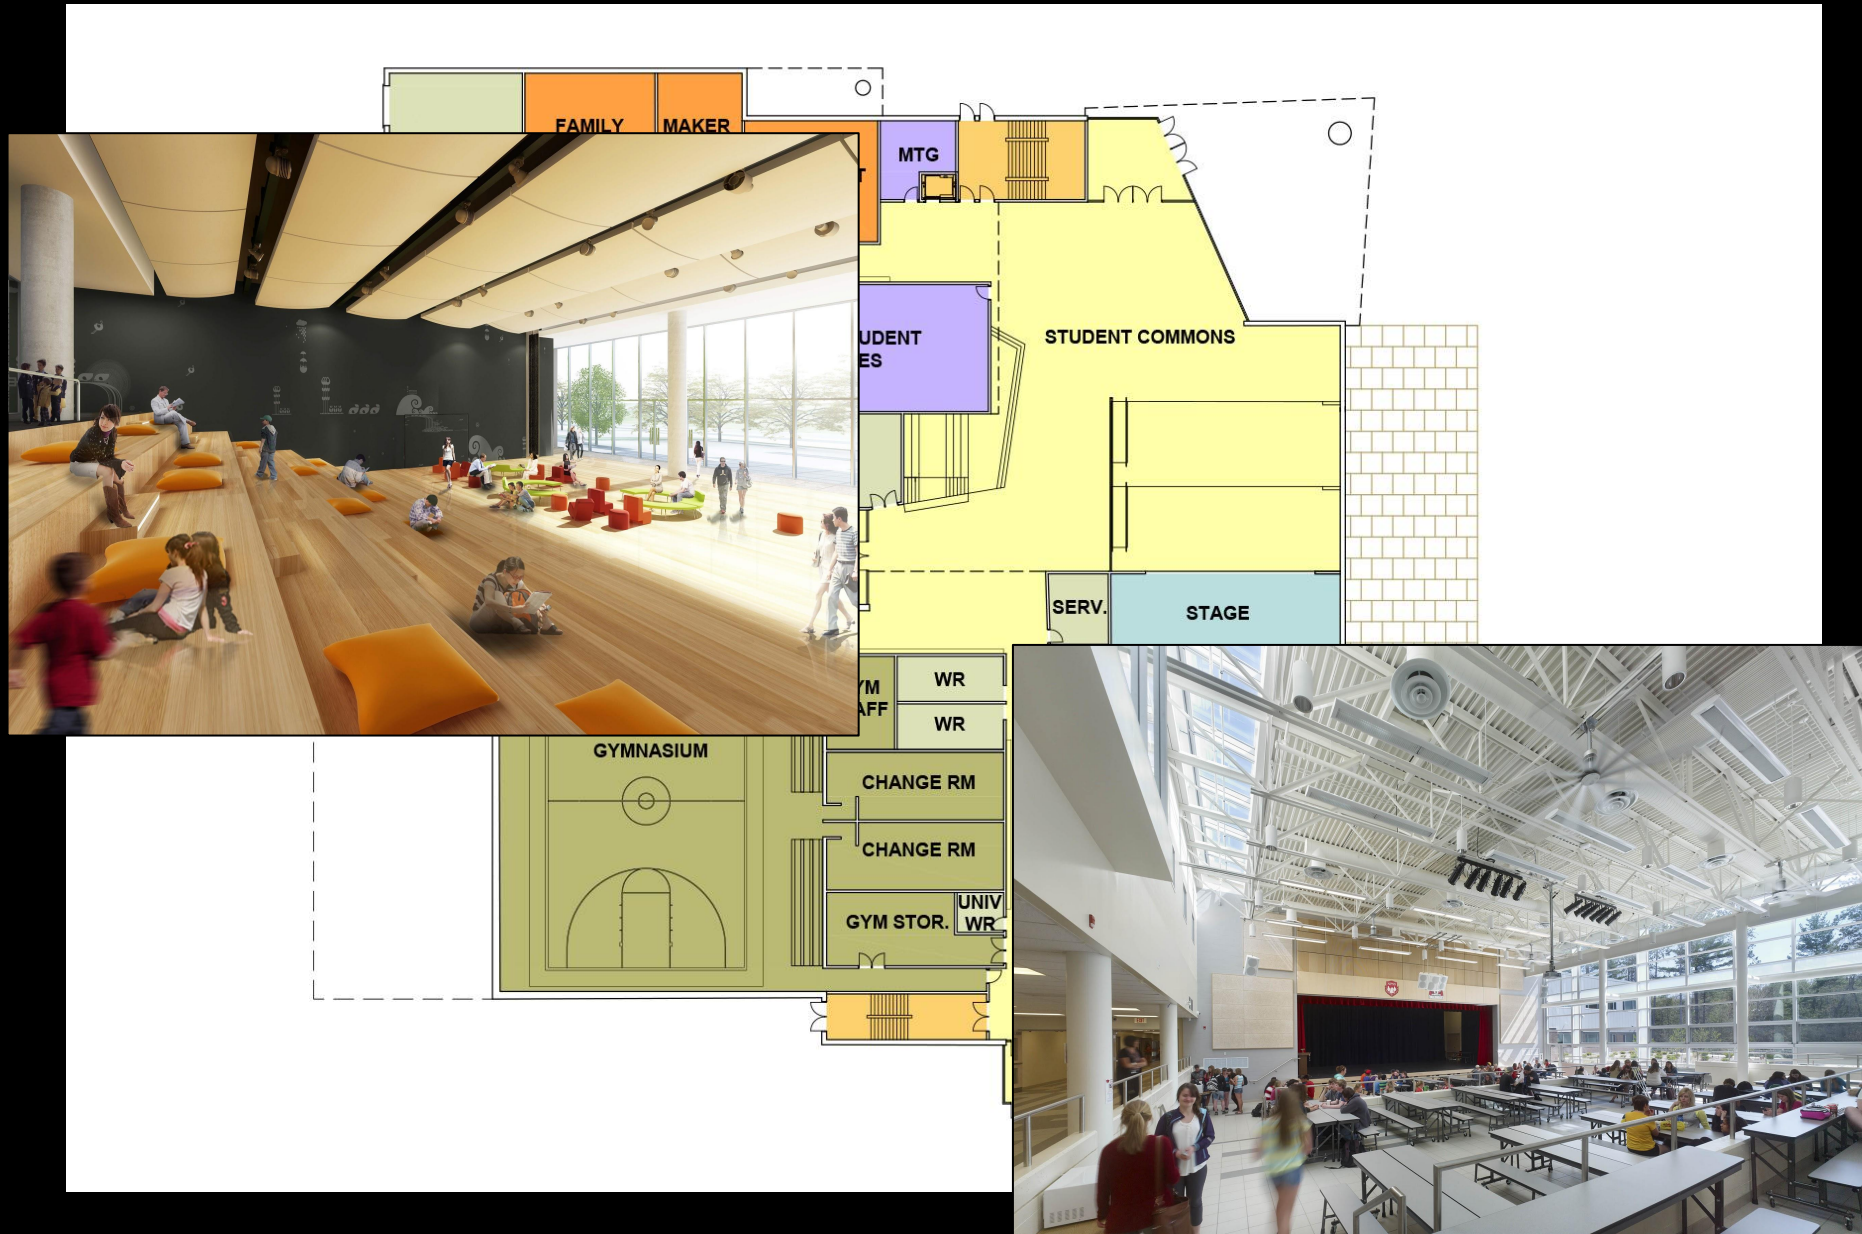 FAMILY
MAKER
MTG
T
UDENT
ES
STUDENT COMMONS
SERV.
STAGE
YM
AFF
WR
WR
GYMNASIUM
CHANGE RM
CHANGE RM
GYM STOR.
UNIV
WR